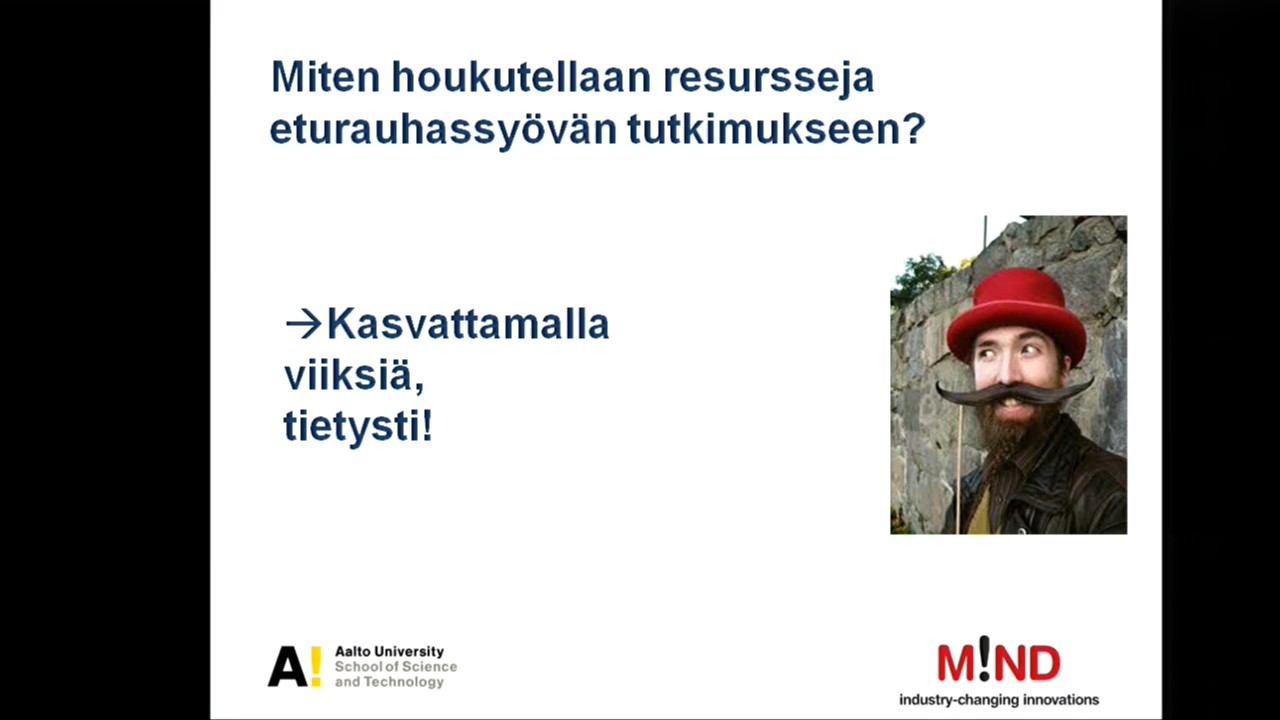 Miten houkutellaan resursseja
eturauhassyövän tutkimukseen?
→Kasvattamalla
viiksiä,
tietysti!
A! Aalto University
School of Science
and Technology
M!ND
industry-changing innovations